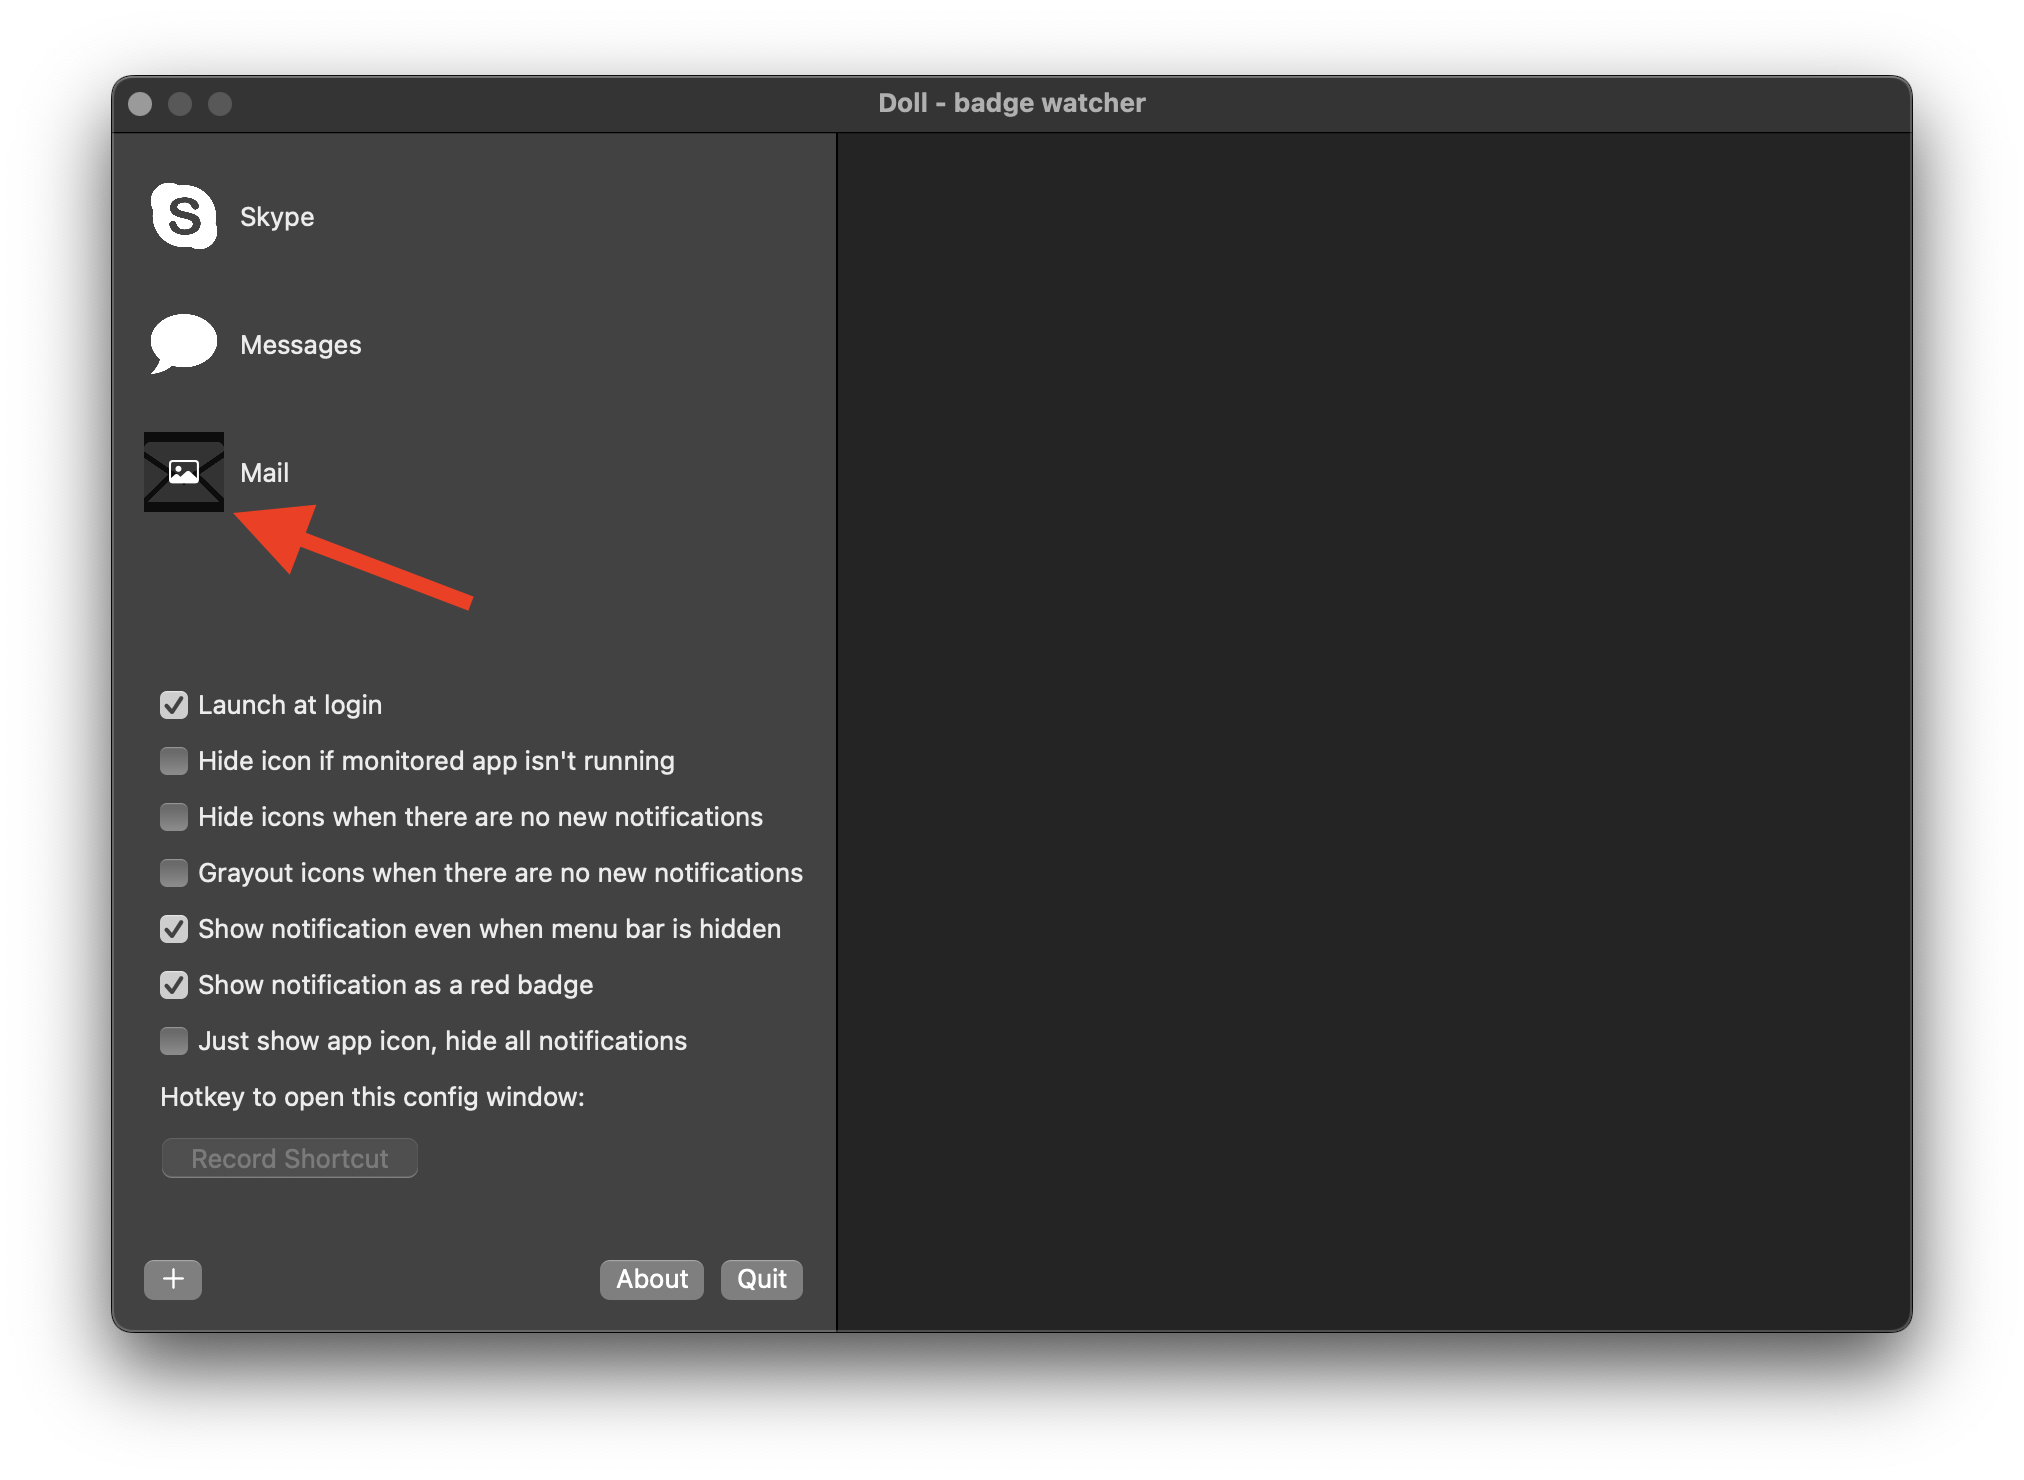 Doll - badge watcher
Skype
Messages
Mail
Launch at login
Hide icon if monitored app isn't running
Hide icons when there are no new notifications
Grayout icons when there are no new notifications
Show notification even when menu bar is hidden
Show notification as a red badge
Just show app icon, hide all notifications
Hotkey to open this config window:
Record Shortcut
+ About Quit